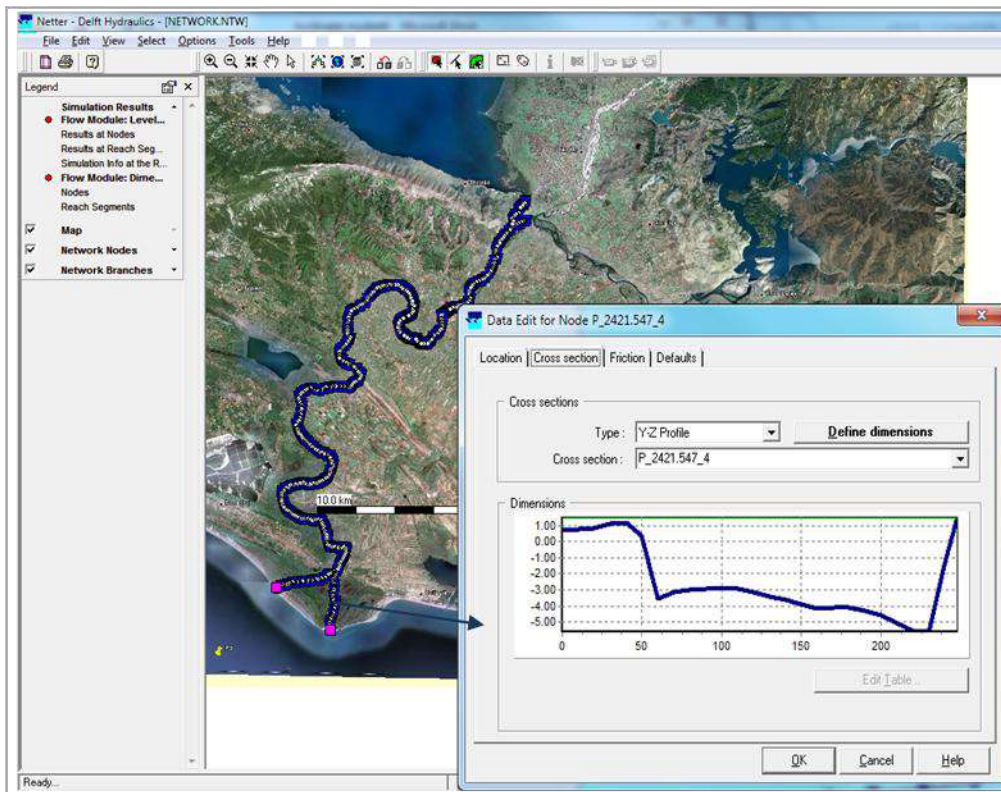 Netter - Delft Hydraulics - [NETWORK.NTW]
File Edit View Select Options Tools Help
Legend
Simulation Results
Flow Module: Level...
Results at Nodes
Results at Reach Seg...
Simulation Info at the R...
Flow Module: Dime...
Nodes
Reach Segments
Map
Network Nodes
Network Branches
10.0 km
Data Edit for Node P_2421.547_4
Location Cross section Friction Defaults
Cross sections
Type : Y-Z Profile Define dimensions
Cross section : P_2421.547_4
Dimensions
1.00
0.00
-1.00
-2.00
-3.00
-4.00
-5.00
0 50 100 150 200
Edit Table...
OK Cancel Help
Ready...